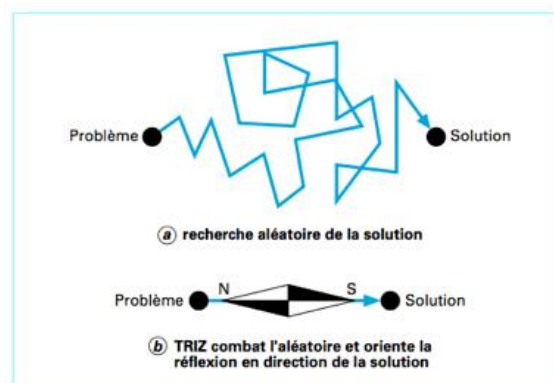 Problème
Solution
a recherche aléatoire de la solution
N
S
Problème
Solution
b TRIZ combat l'aléatoire et oriente la
réflexion en direction de la solution